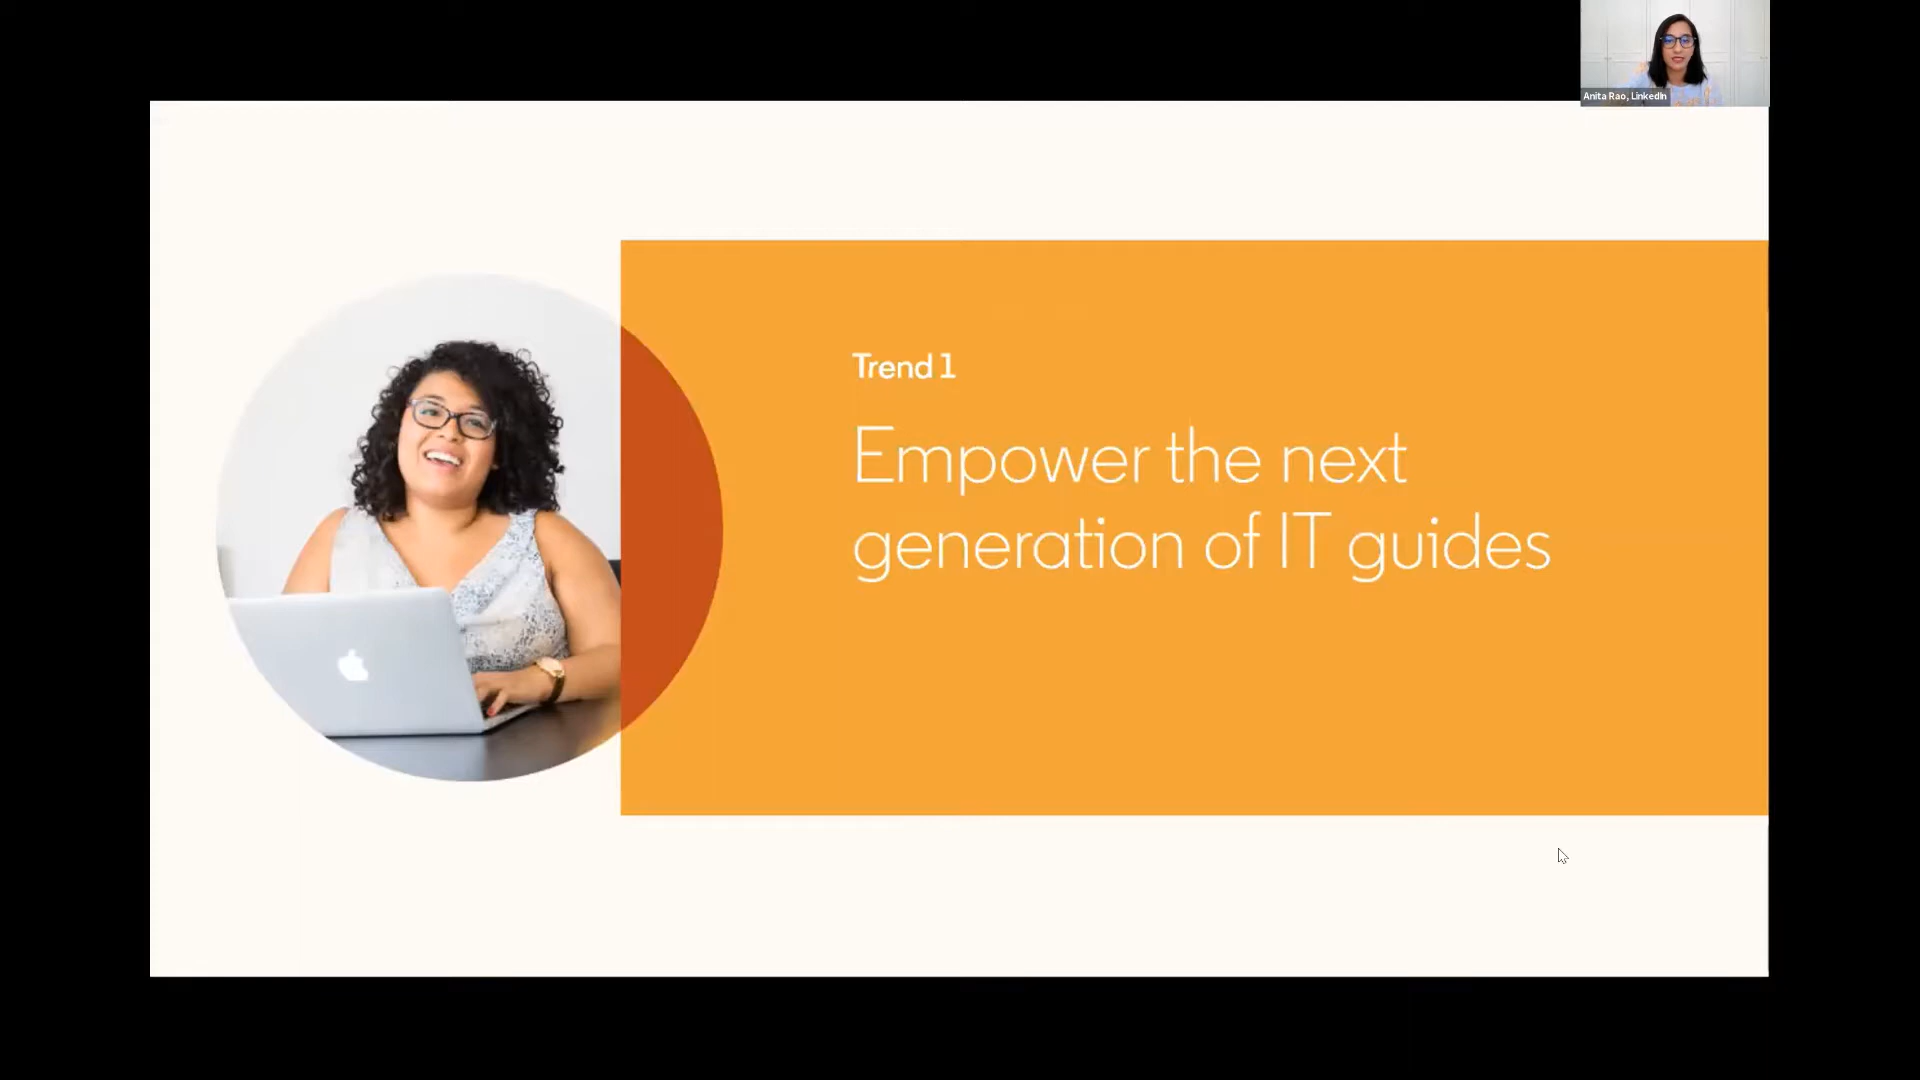 Anita Rao, LinkedIn
Trend 1
Empower the next
generation of IT guides